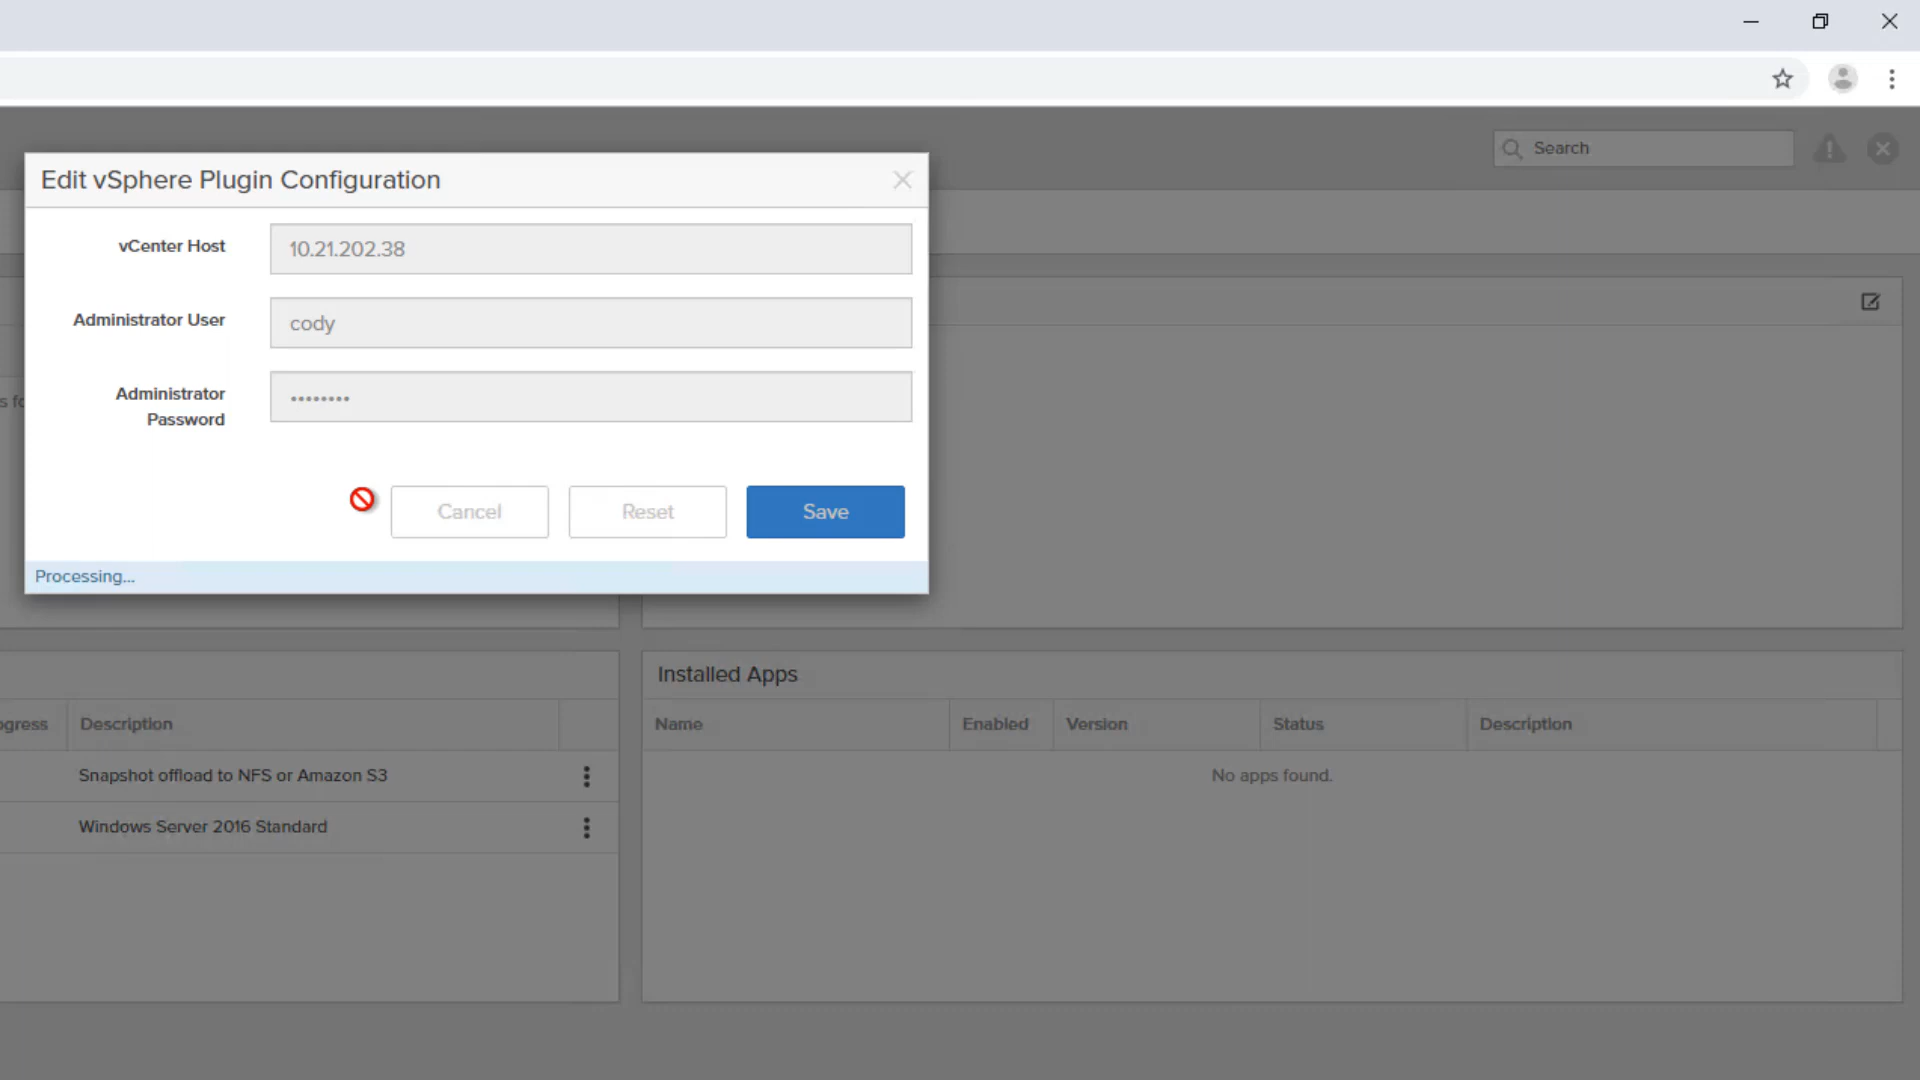 Search
Edit vSphere Plugin Configuration
vCenter Host
10.21.202.38
Administrator User
cody
Administrator
Password
••••••••
Cancel
Reset
Save
Processing...
Installed Apps
Description
Name
Enabled
Version
Status
Description
Snapshot offload to NFS or Amazon S3
No apps found.
Windows Server 2016 Standard